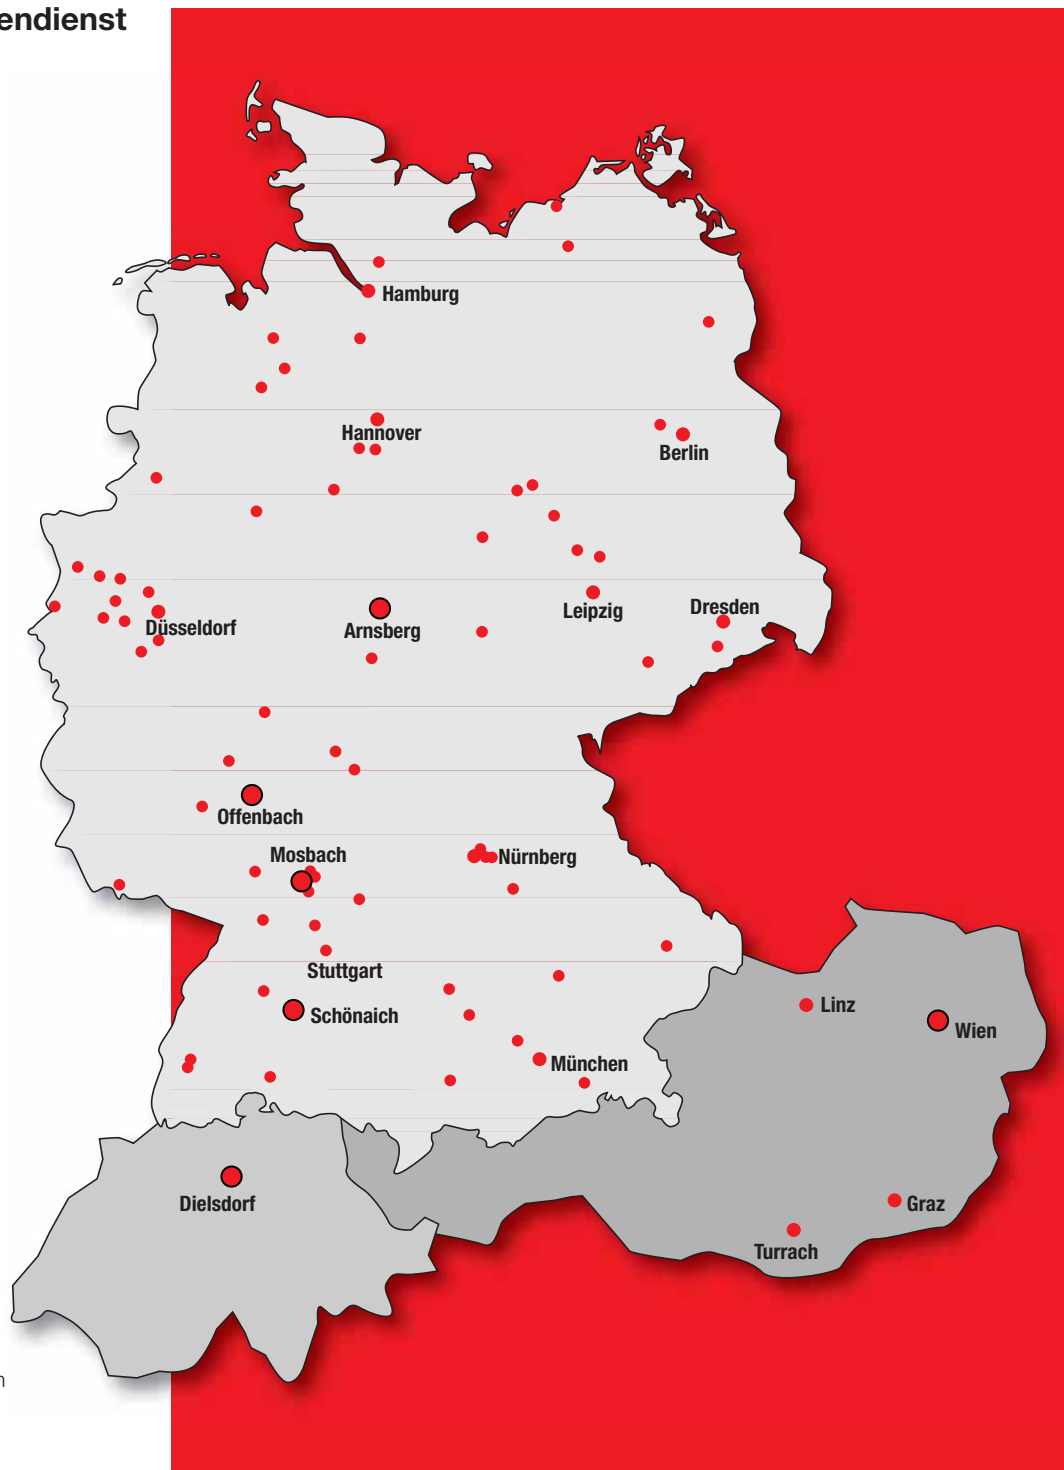 endienst
Hamburg
Hannover
Berlin
Düsseldorf
Arnsberg
Leipzig
Dresden
Offenbach
Mosbach
Nürnberg
Stuttgart
Schönaich
Linz
Wien
München
Dielsdorf
Graz
Turrach
n